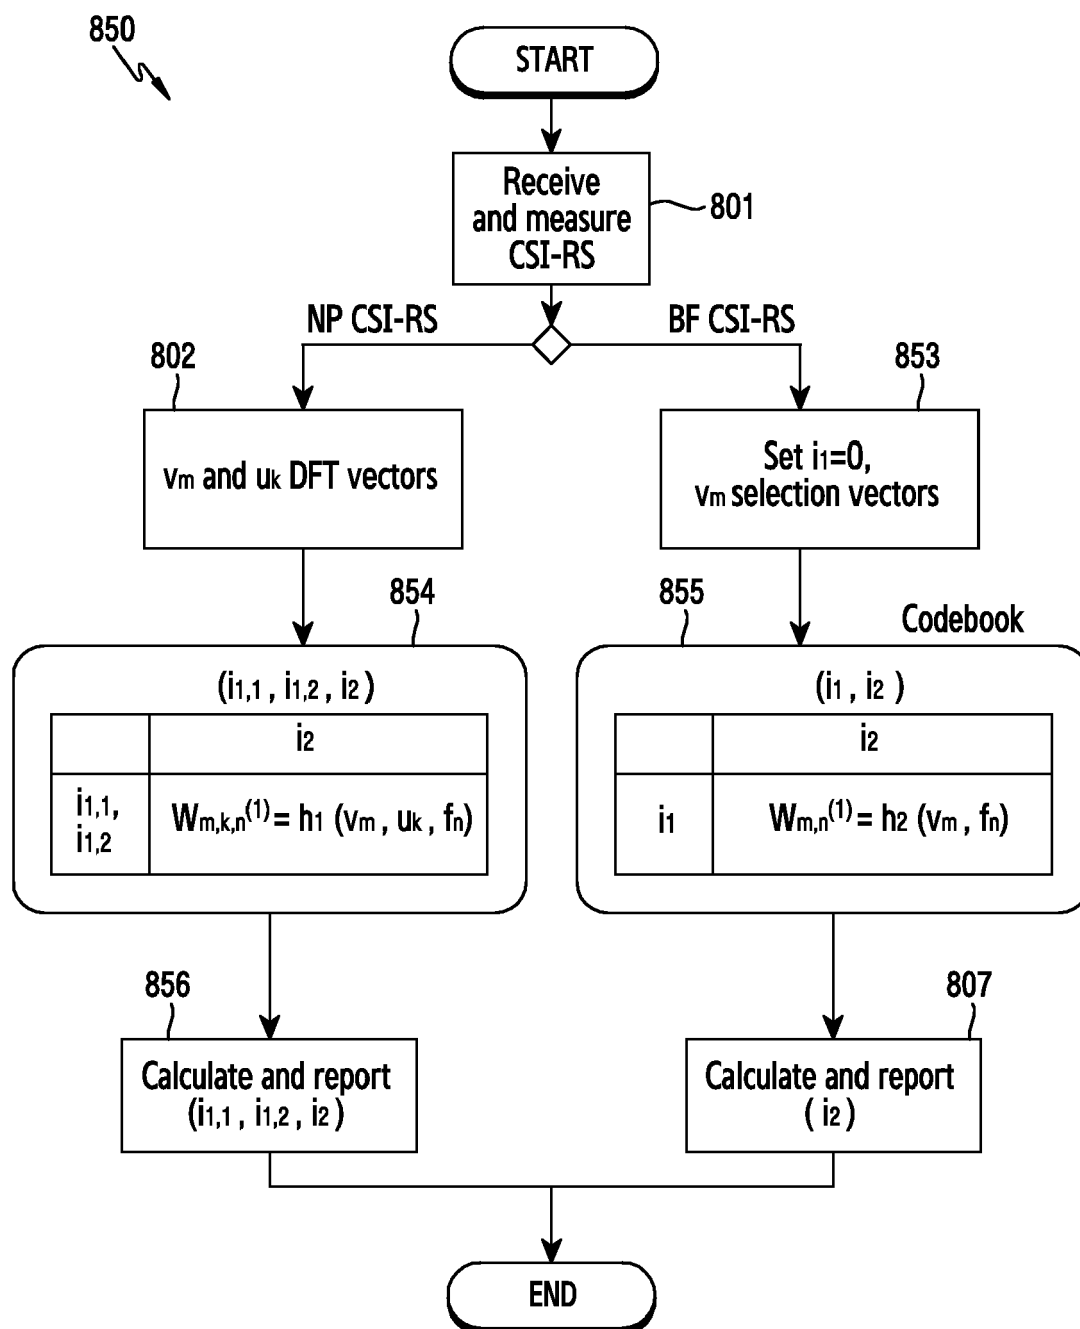 850
START
Receive
and measure
CSI-RS
801
NP CSI-RS
BF CSI-RS
802
853
vm and uk DFT vectors
Set i1=0,
vm selection vectors
854
855
Codebook
(i1,1 , i1,2 , i2)
i2
i1,1,
i1,2
Wm,k,n(1) = h1 (vm , uk , fn)
(i1 , i2 )
i2
i1
Wm,n(1) = h2 (vm , fn)
856
807
Calculate and report
(i1,1 , i1,2 , i2)
Calculate and report
( i2 )
END